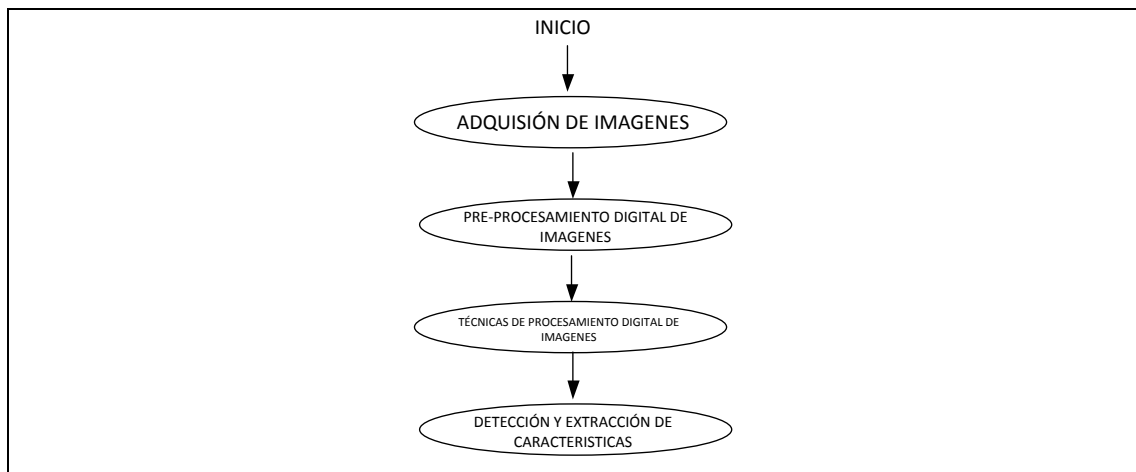 INICIO
ADQUISIÓN DE IMAGENES
PRE-PROCESAMIENTO DIGITAL DE
IMAGENES
TÉCNICAS DE PROCESAMIENTO DIGITAL DE
IMAGENES
DETECCIÓN Y EXTRACCIÓN DE
CARACTERISTICAS